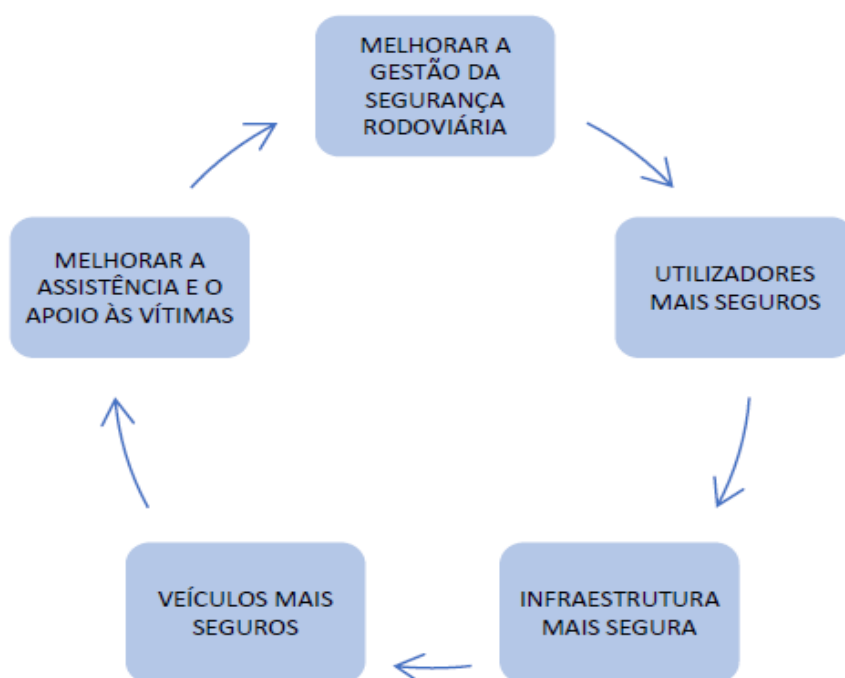 MELHORAR A
GESTÃO DA
SEGURANÇA
RODOVIÁRIA
UTILIZADORES
MAIS SEGUROS
INFRAESTRUTURA
MAIS SEGURA
VEÍCULOS MAIS
SEGUROS
MELHORAR A
ASSISTÊNCIA E O
APOIO ÀS VÍTIMAS